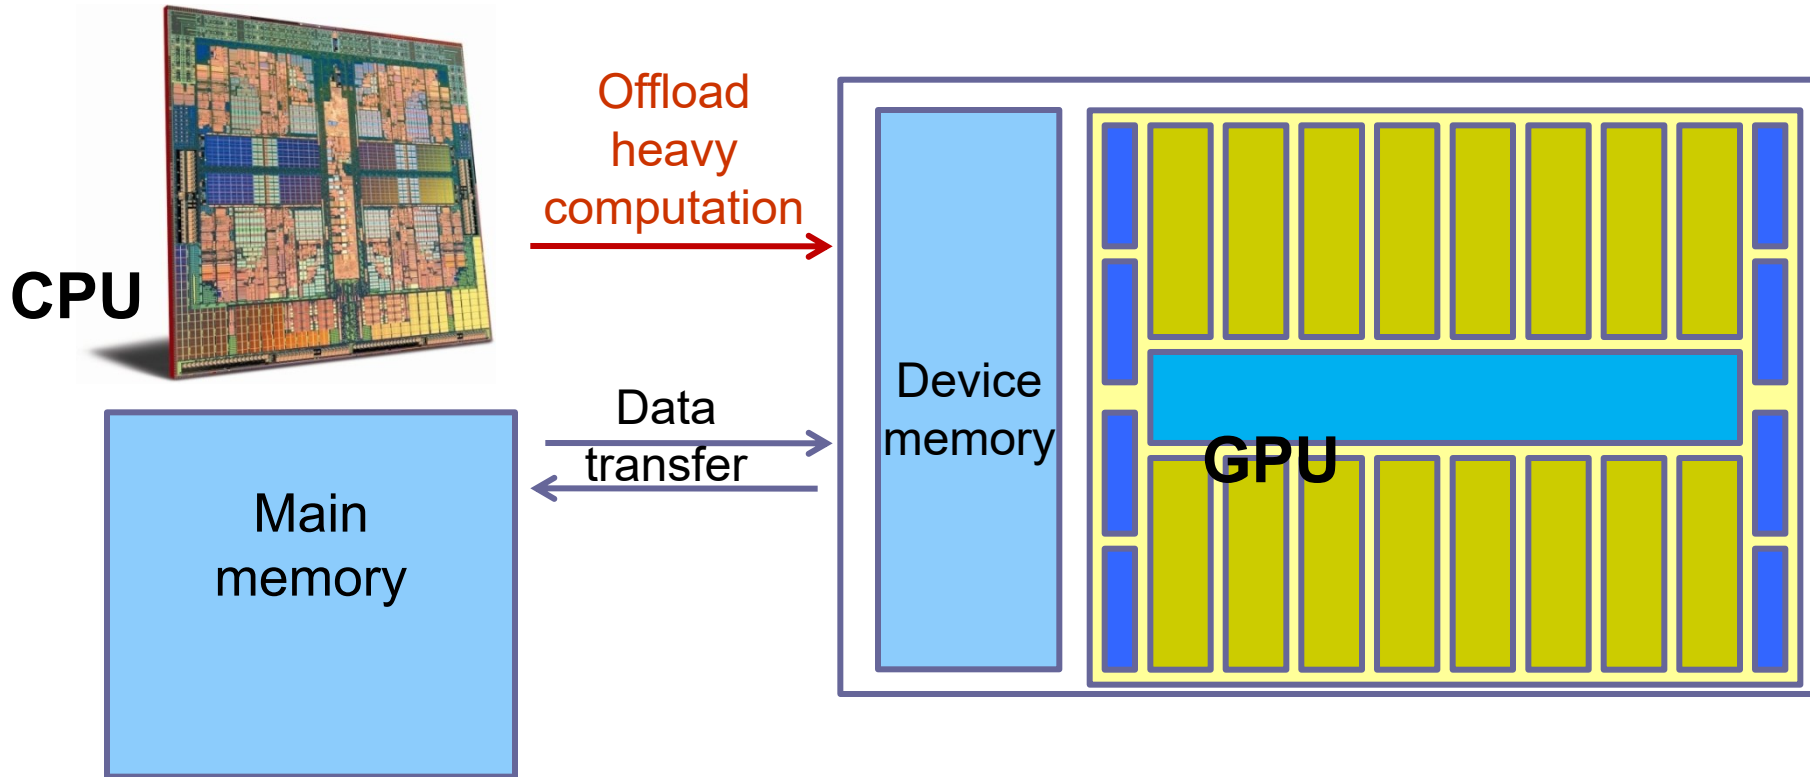 Offload
heavy
computation
CPU
Data
transfer
Main
memory
Device
memory
GPU